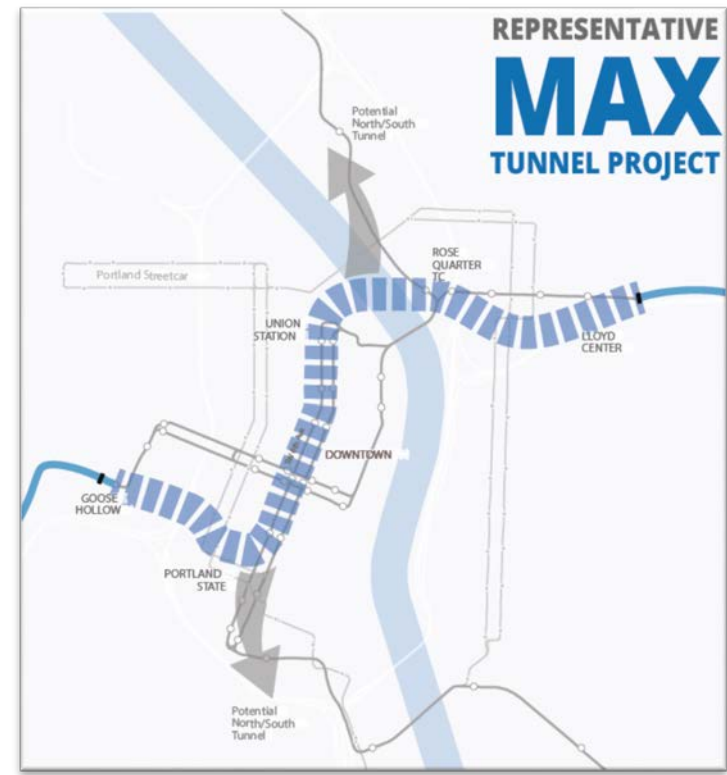 REPRESENTATIVE
MAX
TUNNEL PROJECT
Potential
North/South
Tunnel
ROSE
QUARTER
TC
Portland Streetcar
UNION
STATION
LLOYD
CENTER
DOWNTOWN
GOOSE
HOLLOW
PORTLAND
STATE
Potential
North/South
Tunnel